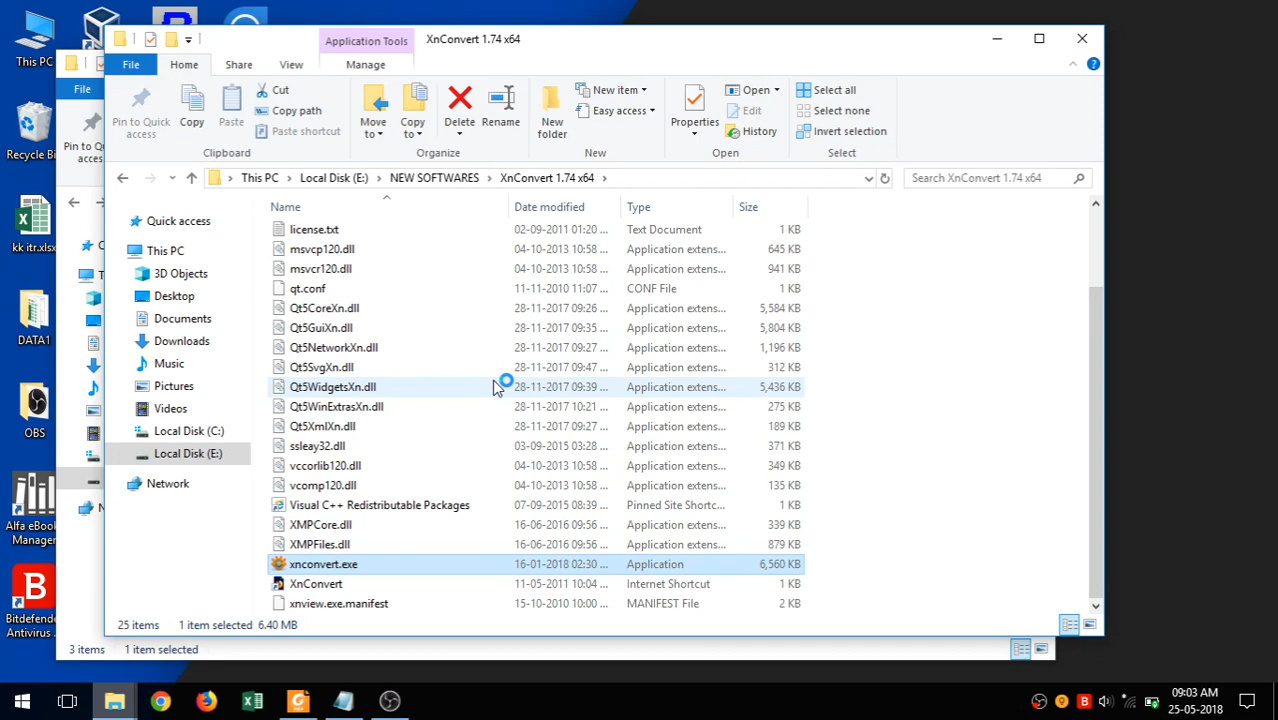 This PC
Application Tools
XnConvert 1.74 x64
File
Home
Share
View
Manage
File
Pin to Quick access
Copy
Paste
Cut
Copy path
Paste shortcut
Move to
Copy to
Delete
Rename
New folder
New item
Easy access
Properties
Open
Edit
History
Select all
Select none
Invert selection
Clipboard
Organize
New
Open
Select
This PC
Local Disk (E:)
NEW SOFTWARES
XnConvert 1.74 x64
Search XnConvert 1.74 x64
Name
Date modified
Type
Size
license.txt 02-09-2011 01:20 ... Text Document 1 KB
msvcp120.dll 04-10-2013 10:58 ... Application extens... 645 KB
msvcr120.dll 04-10-2013 10:58 ... Application extens... 941 KB
qt.conf 11-11-2010 11:07 ... CONF File 1 KB
Qt5CoreXn.dll 28-11-2017 09:26 ... Application extens... 5,584 KB
Qt5GuiXn.dll 28-11-2017 09:35 ... Application extens... 5,804 KB
Qt5NetworkXn.dll 28-11-2017 09:27 ... Application extens... 1,196 KB
Qt5SvgXn.dll 28-11-2017 09:47 ... Application extens... 312 KB
Qt5WidgetsXn.dll 28-11-2017 09:39 ... Application extens... 5,436 KB
Qt5WinExtrasXn.dll 28-11-2017 10:21 ... Application extens... 275 KB
Qt5XmlXn.dll 28-11-2017 09:27 ... Application extens... 189 KB
ssleay32.dll 03-09-2015 03:28 ... Application extens... 371 KB
vccorlib120.dll 04-10-2013 10:58 ... Application extens... 349 KB
vcomp120.dll 04-10-2013 10:58 ... Application extens... 135 KB
Visual C++ Redistributable Packages 07-09-2015 08:39 ... Pinned Site Shortc... 1 KB
XMPCore.dll 16-06-2016 09:56 ... Application extens... 339 KB
XMPFiles.dll 16-06-2016 09:56 ... Application extens... 879 KB
xnconvert.exe 16-01-2018 02:30 ... Application 6,560 KB
XnConvert 11-05-2011 10:04 ... Internet Shortcut 1 KB
xnview.exe.manifest 15-10-2010 10:00 ... MANIFEST File 2 KB
Quick access
This PC
3D Objects
Desktop
Documents
Downloads
Music
Pictures
Videos
Local Disk (C:)
Local Disk (E:)
Network
25 items
1 item selected 6.40 MB
3 items
1 item selected
Recycle Bi
kk itr.xlsx
DATA1
OBS
Alfa eBook
Manager
Bitdefende
Antivirus ..
09:03 AM
25-05-2018